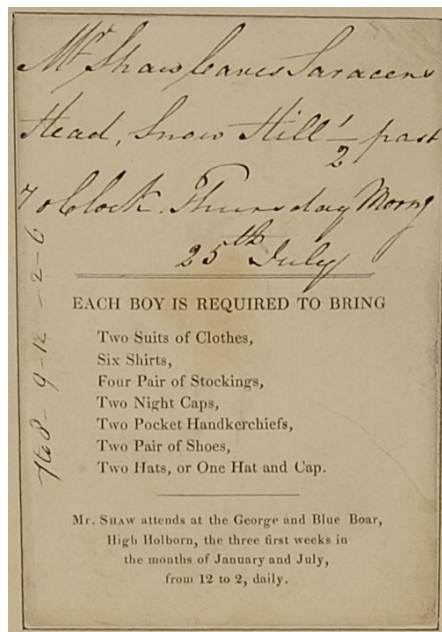 Mr Shaw leaves Saracens
Head, Snow Hill 1/2 past
7 oClock. Thursday Morng
25th July
EACH BOY IS REQUIRED TO BRING
Two Suits of Clothes,
Six Shirts,
Four Pair of Stockings,
Two Night Caps,
Two Pocket Handkerchiefs,
Two Pair of Shoes,
Two Hats, or One Hat and Cap.
Mr. SHAW attends at the George and Blue Boar,
High Holborn, the three first weeks in
the months of January and July,
from 12 to 2, daily.